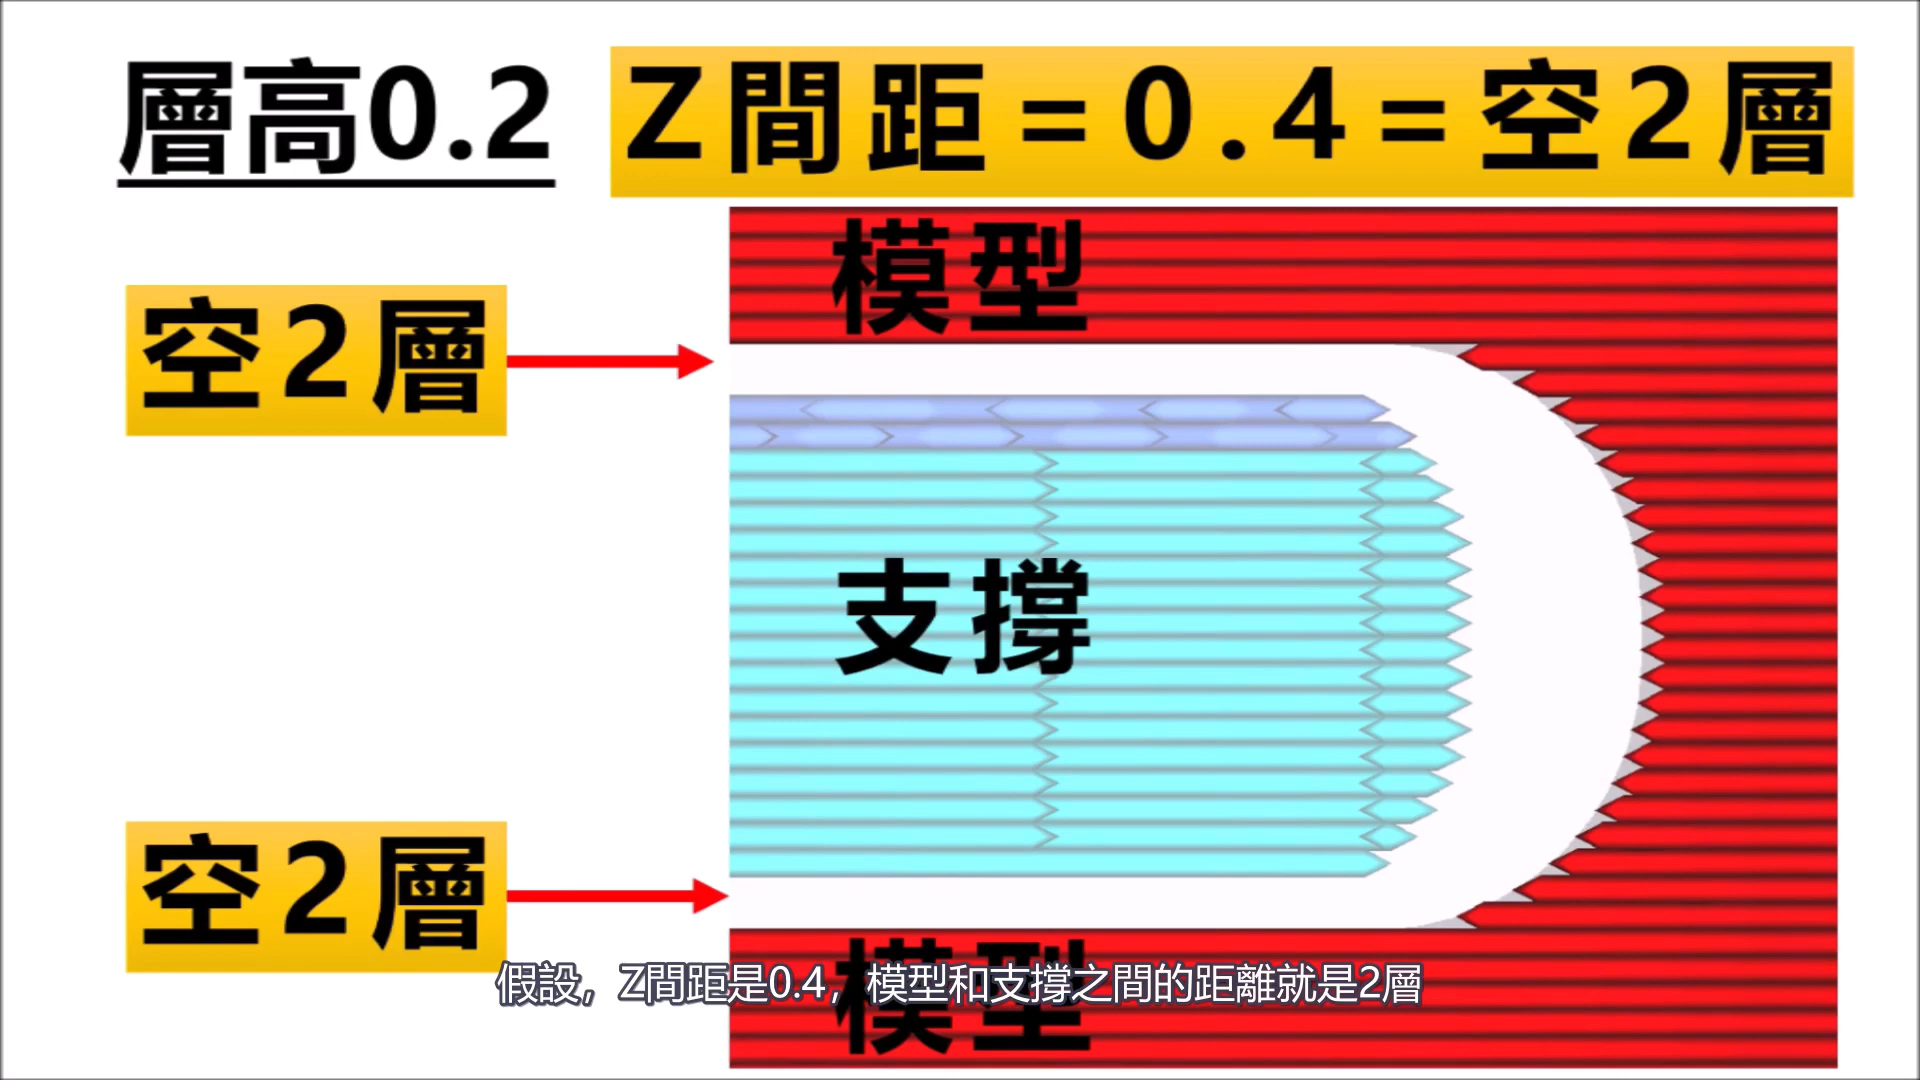 層高0.2
Z間距=0.4=空2層
模型
空2層
支撐
空2層
模型
假設，Z間距是0.4，模型和支撐之間的距離就是2層